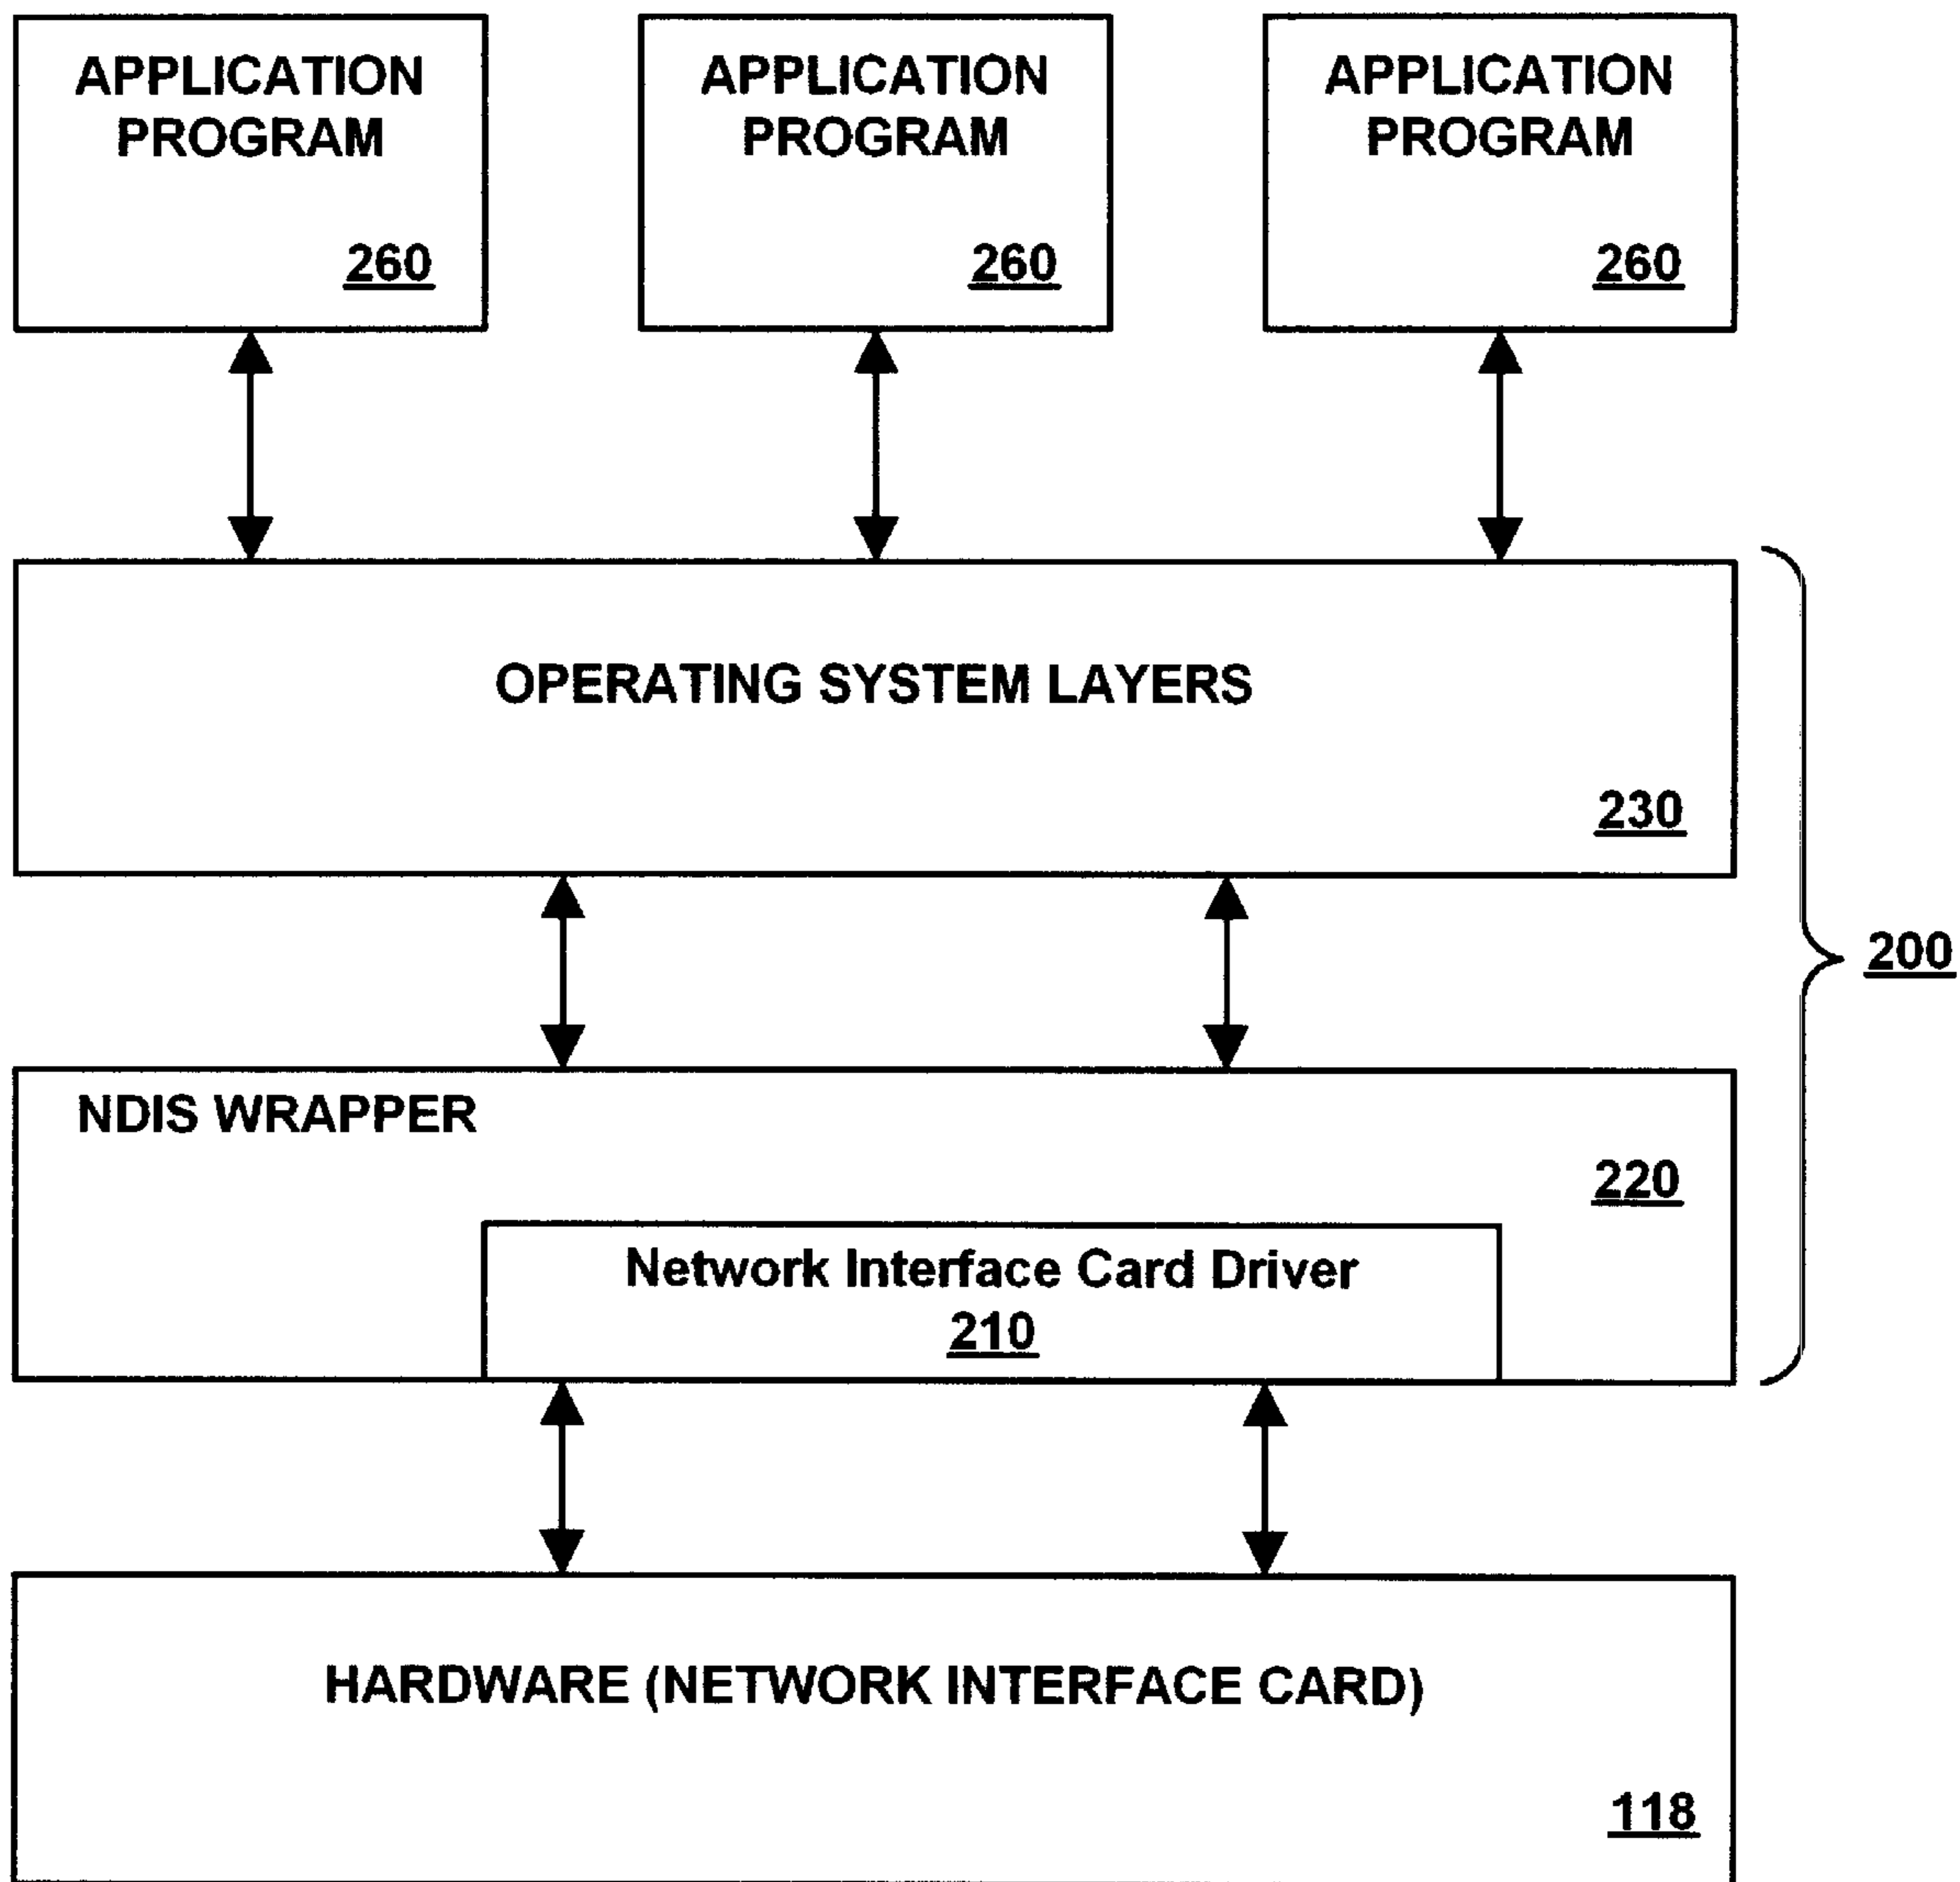 APPLICATION
PROGRAM
260
APPLICATION
PROGRAM
260
APPLICATION
PROGRAM
260
OPERATING SYSTEM LAYERS
230
200
NDIS WRAPPER
220
Network Interface Card Driver
210
HARDWARE (NETWORK INTERFACE CARD)
118